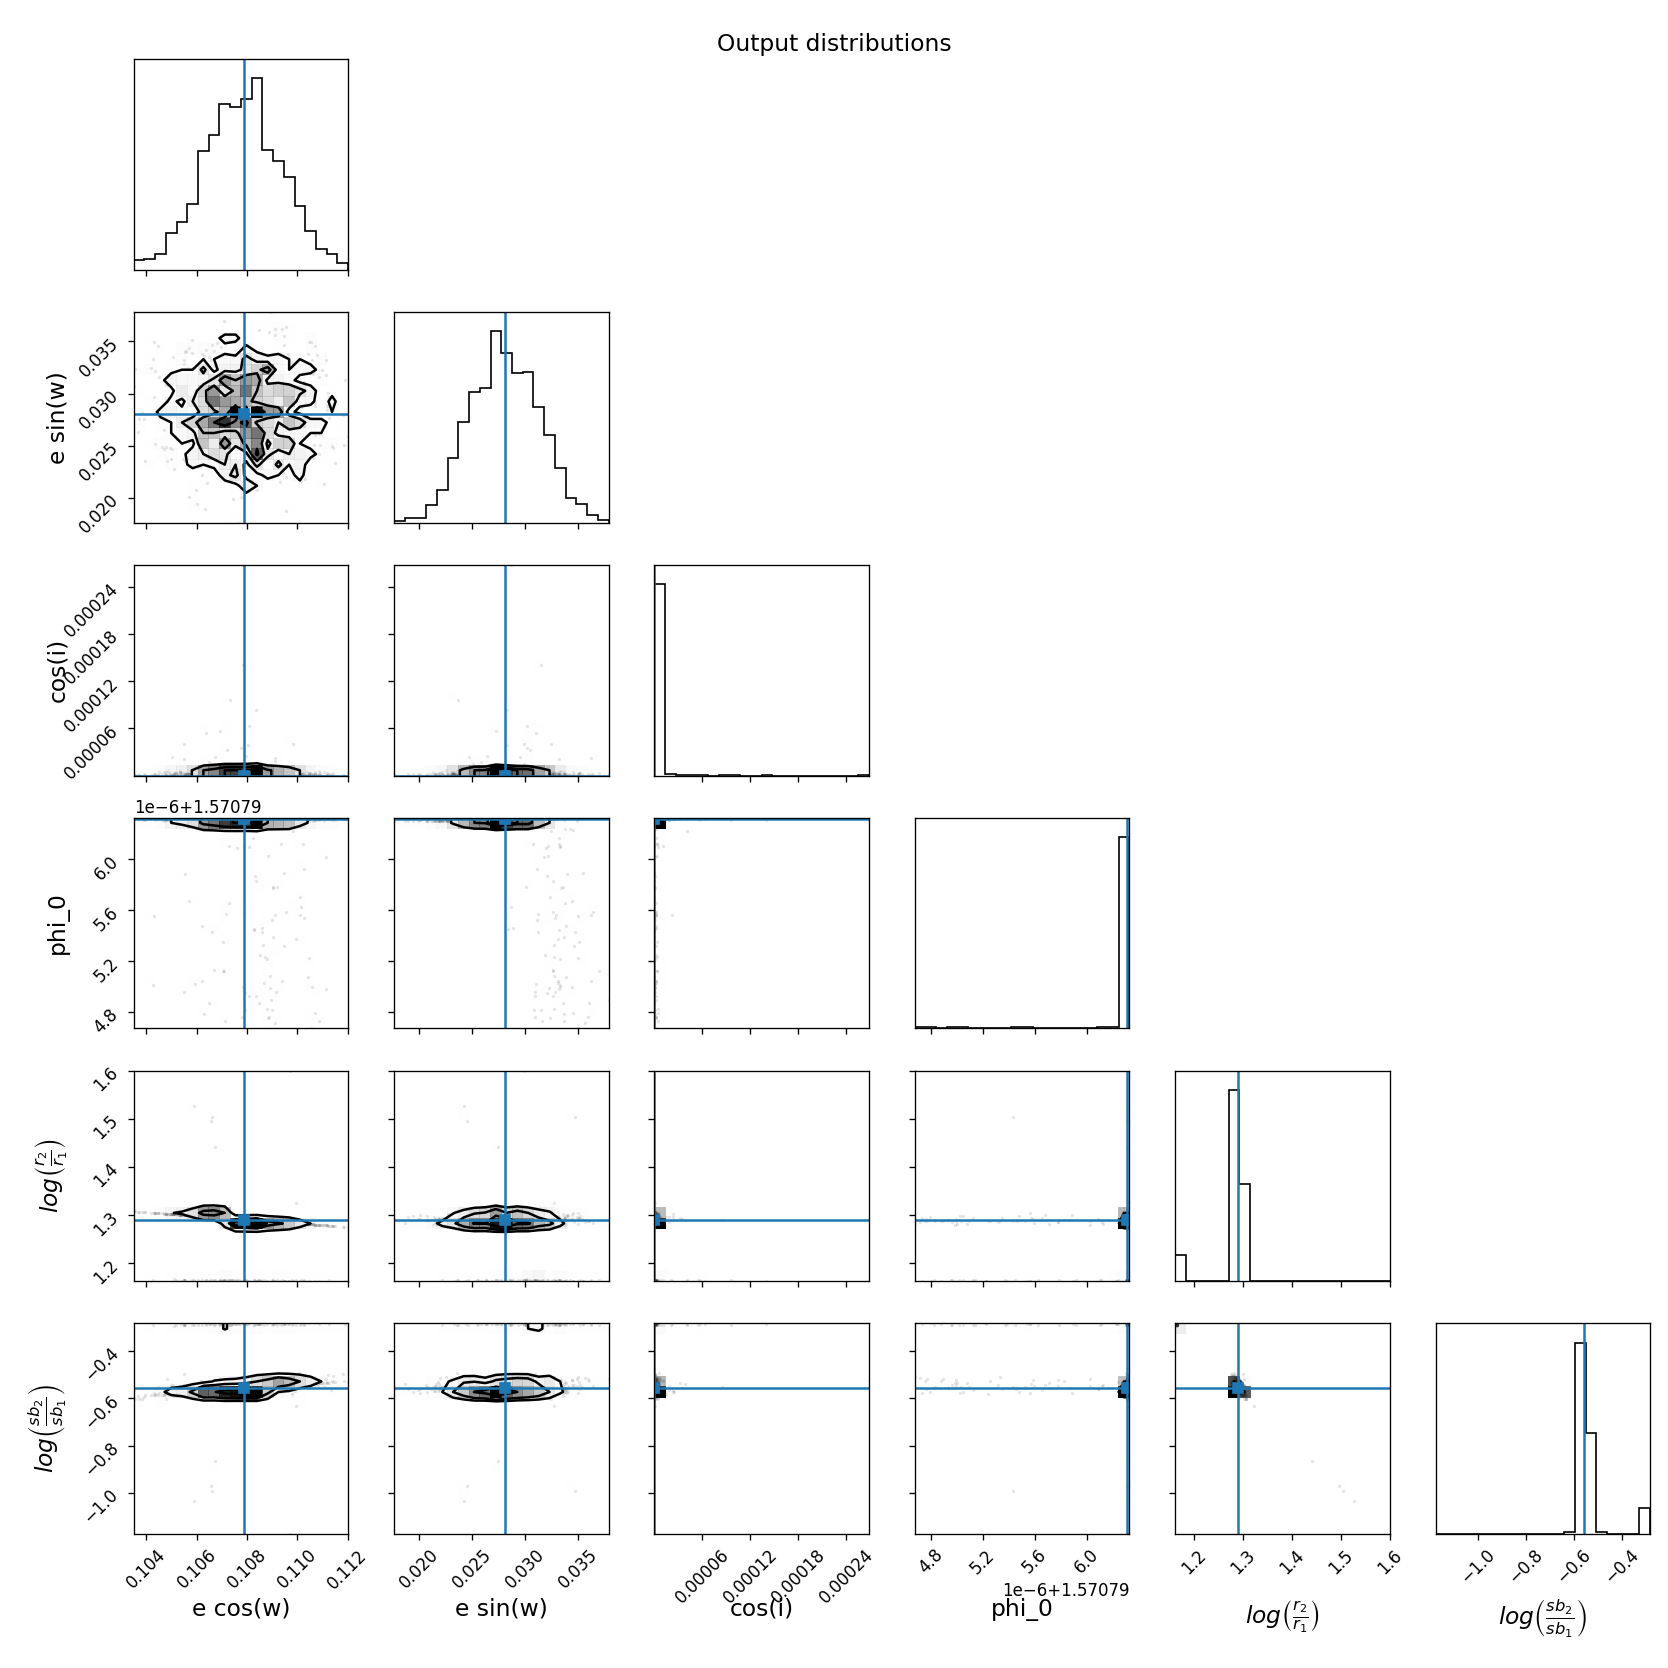 Output distributions
e sin(w)
0.035
0.030
0.025
0.020
cos(i)
0.00024
0.00018
0.00012
0.00006
1e−6+1.57079
phi_0
6.0
5.6
5.2
4.8
log(r2/r1)
1.6
1.5
1.4
1.3
1.2
log(sb2/sb1)
−0.4
−0.6
−0.8
−1.0
0.104 0.106 0.108 0.110 0.112 0.020 0.025 0.030 0.035 0.00006 0.00012 0.00018 0.00024 4.8 5.2 5.6 6.0 1.2 1.3 1.4 1.5 1.6 −1.0 −0.8 −0.6 −0.4
1e−6+1.57079
e cos(w) e sin(w) cos(i) phi_0 log(r2/r1) log(sb2/sb1)